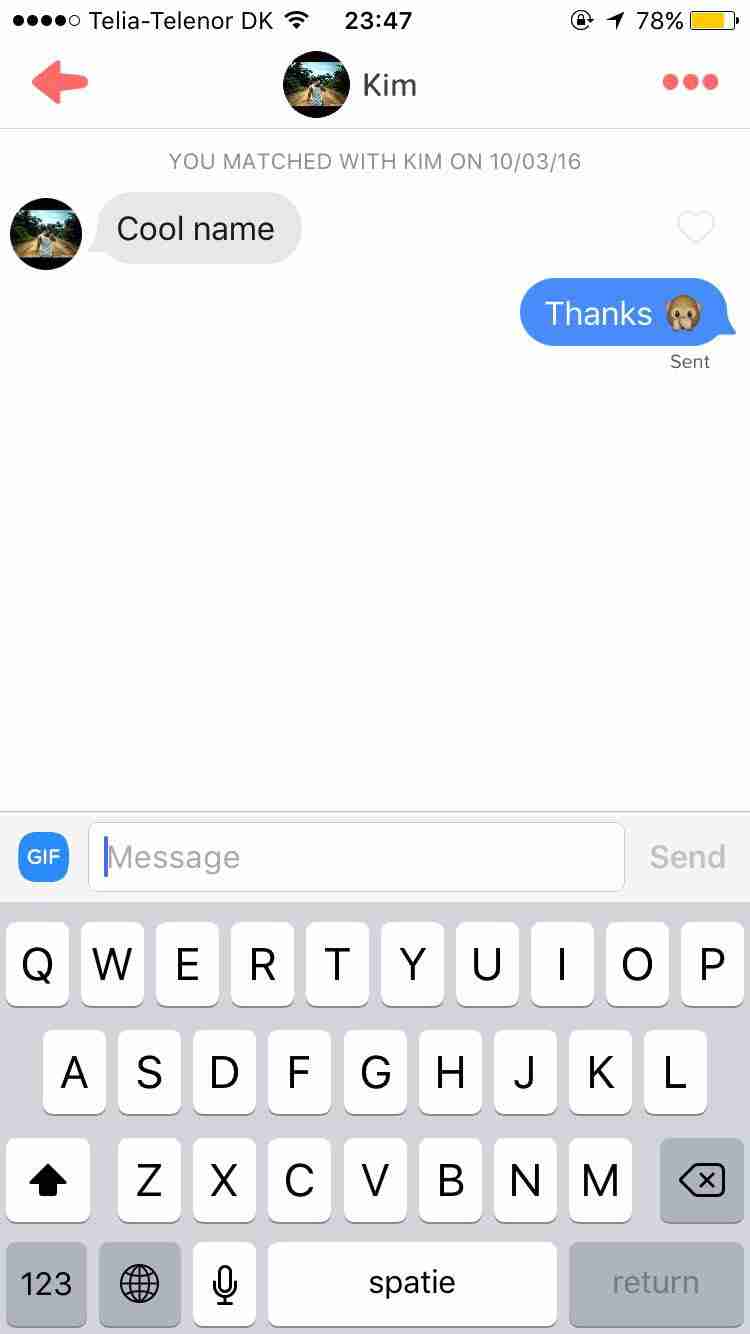 Telia-Telenor DK 23:47 78%
Kim
YOU MATCHED WITH KIM ON 10/03/16
Cool name
Thanks 🙊
Sent
GIF Message Send
Q W E R T Y U I O P
A S D F G H J K L
Z X C V B N M
123 spatie return